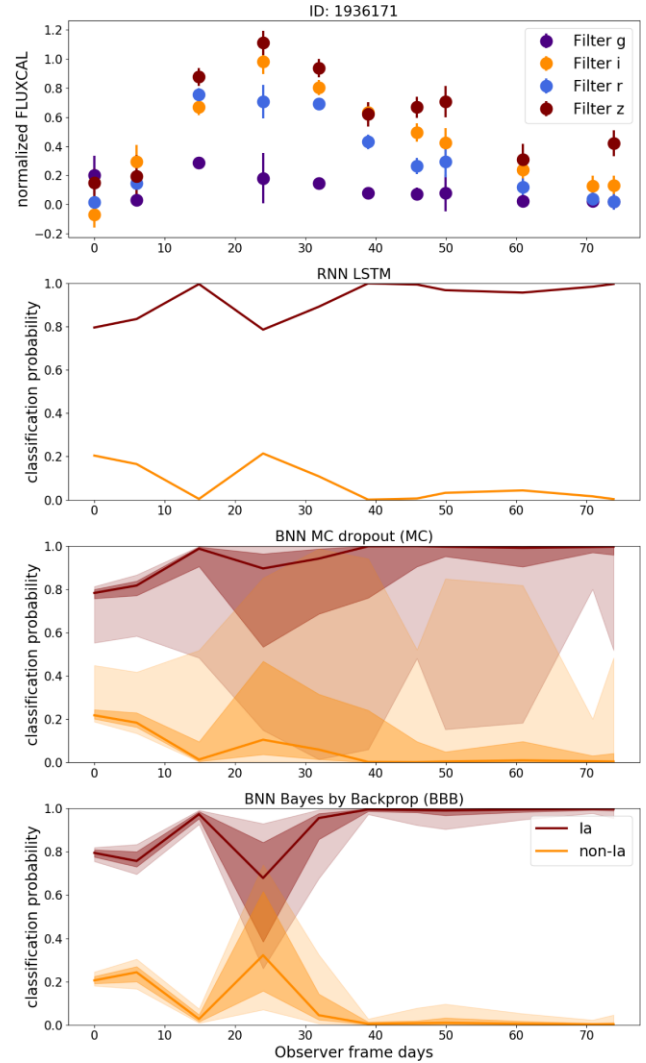 ID: 1936171
normalized FLUXCAL
1.2
1.0
0.8
0.6
0.4
0.2
0.0
−0.2
Filter g
Filter i
Filter r
Filter z
0 10 20 30 40 50 60 70
RNN LSTM
classification probability
1.0
0.8
0.6
0.4
0.2
0.0
0 10 20 30 40 50 60 70
BNN MC dropout (MC)
classification probability
1.0
0.8
0.6
0.4
0.2
0.0
0 10 20 30 40 50 60 70
BNN Bayes by Backprop (BBB)
classification probability
1.0
0.8
0.6
0.4
0.2
0.0
Ia
non-Ia
0 10 20 30 40 50 60 70
Observer frame days